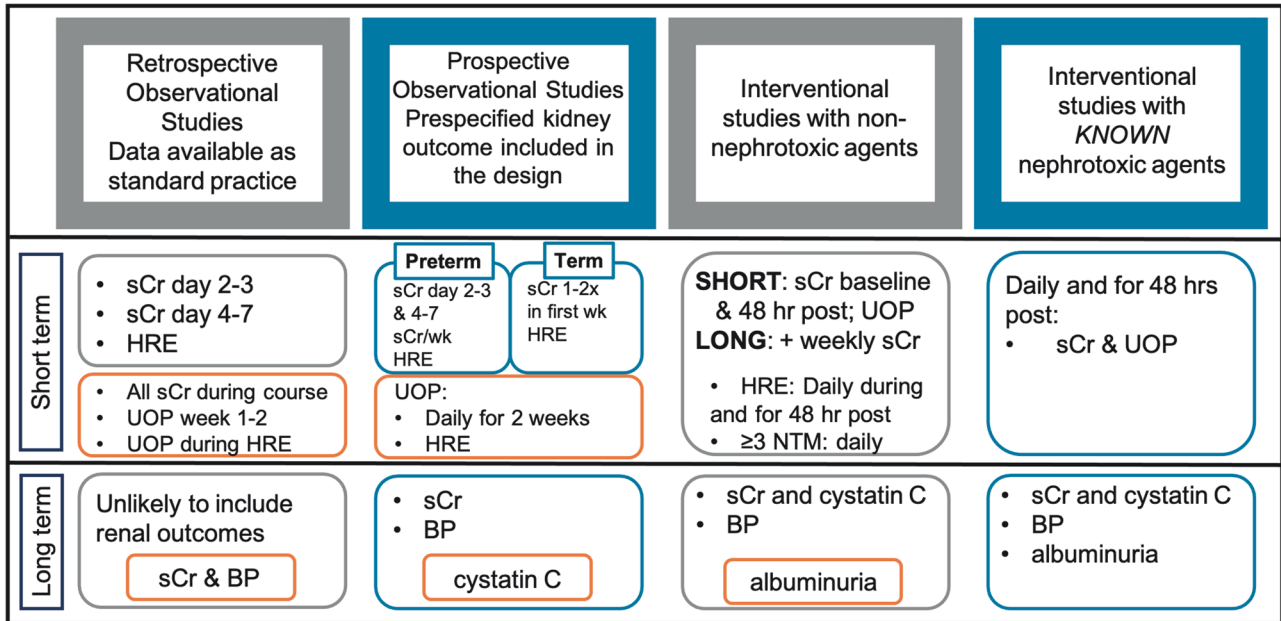 Retrospective
Observational
Studies
Data available as
standard practice
Prospective
Observational Studies
Prespecified kidney
outcome included in
the design
Interventional
studies with non-
nephrotoxic agents
Interventional
studies with
KNOWN
nephrotoxic agents
Short term
• sCr day 2-3
• sCr day 4-7
• HRE
• All sCr during course
• UOP week 1-2
• UOP during HRE
Preterm
sCr day 2-3
& 4-7
sCr/wk
HRE
Term
sCr 1-2x
in first wk
HRE
UOP:
• Daily for 2 weeks
• HRE
SHORT: sCr baseline
& 48 hr post; UOP
LONG: + weekly sCr
• HRE: Daily during
and for 48 hr post
• ≥3 NTM: daily
Daily and for 48 hrs
post:
• sCr & UOP
Long term
Unlikely to include
renal outcomes
sCr & BP
• sCr
• BP
cystatin C
• sCr and cystatin C
• BP
albuminuria
• sCr and cystatin C
• BP
• albuminuria